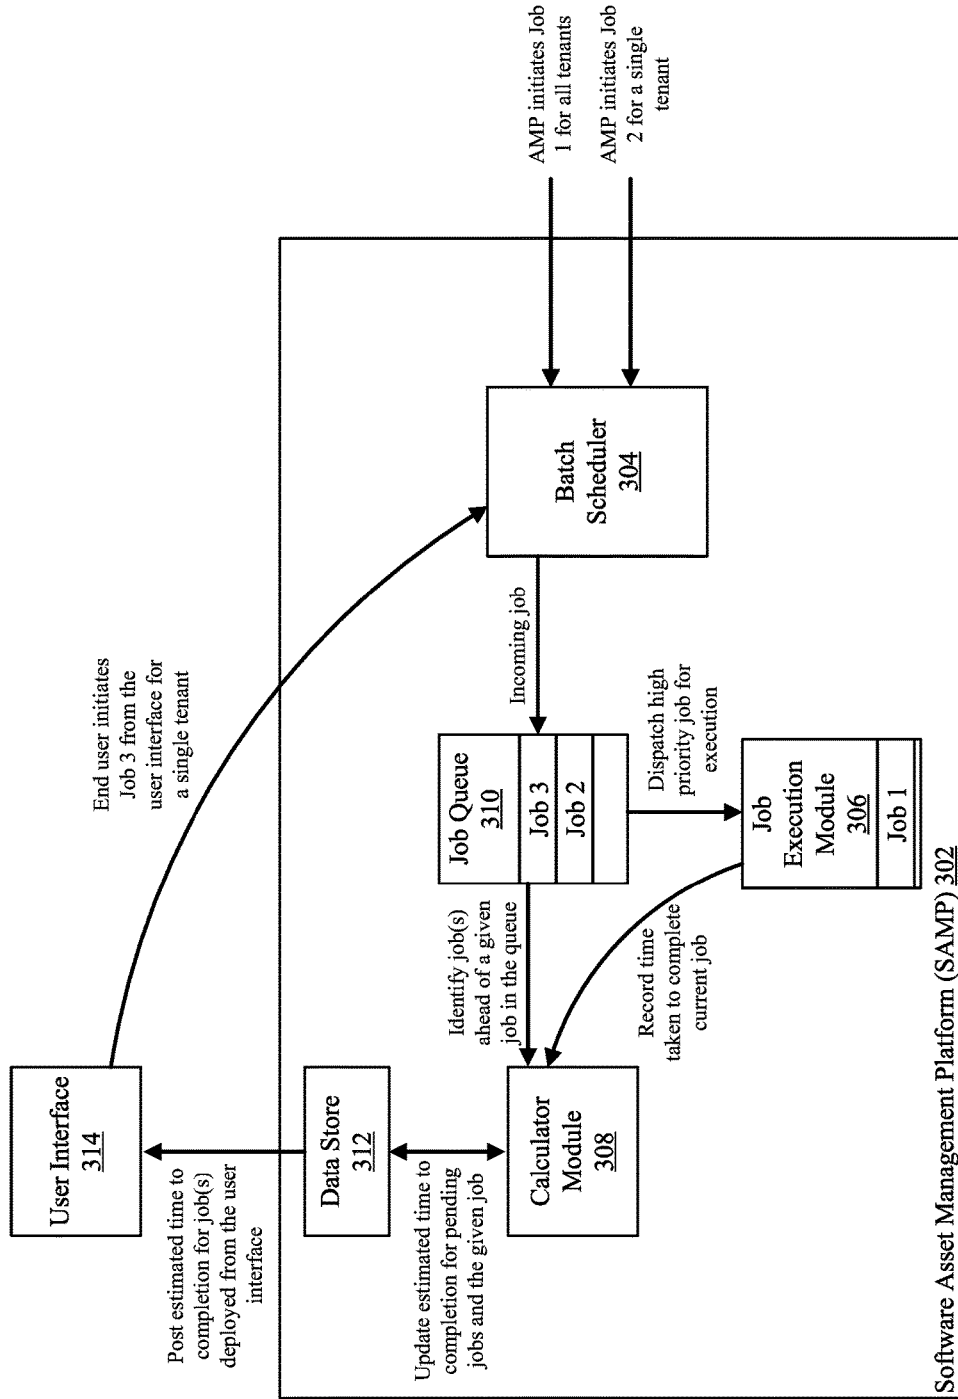 User Interface
314
End user initiates
Job 3 from the
user interface for
a single tenant
Post estimated time to
completion for job(s)
deployed from the user
interface
Data Store
312
Update estimated time to
completion for pending
jobs and the given job
Calculator
Module
308
Identify job(s)
ahead of a given
job in the queue
Record time
taken to complete
current job
Job Queue
310
Job 3
Job 2
Incoming job
Dispatch high
priority job for
execution
Job
Execution
Module
306
Job 1
Batch
Scheduler
304
AMP initiates Job
1 for all tenants
AMP initiates Job
2 for a single
tenant
Software Asset Management Platform (SAMP) 302